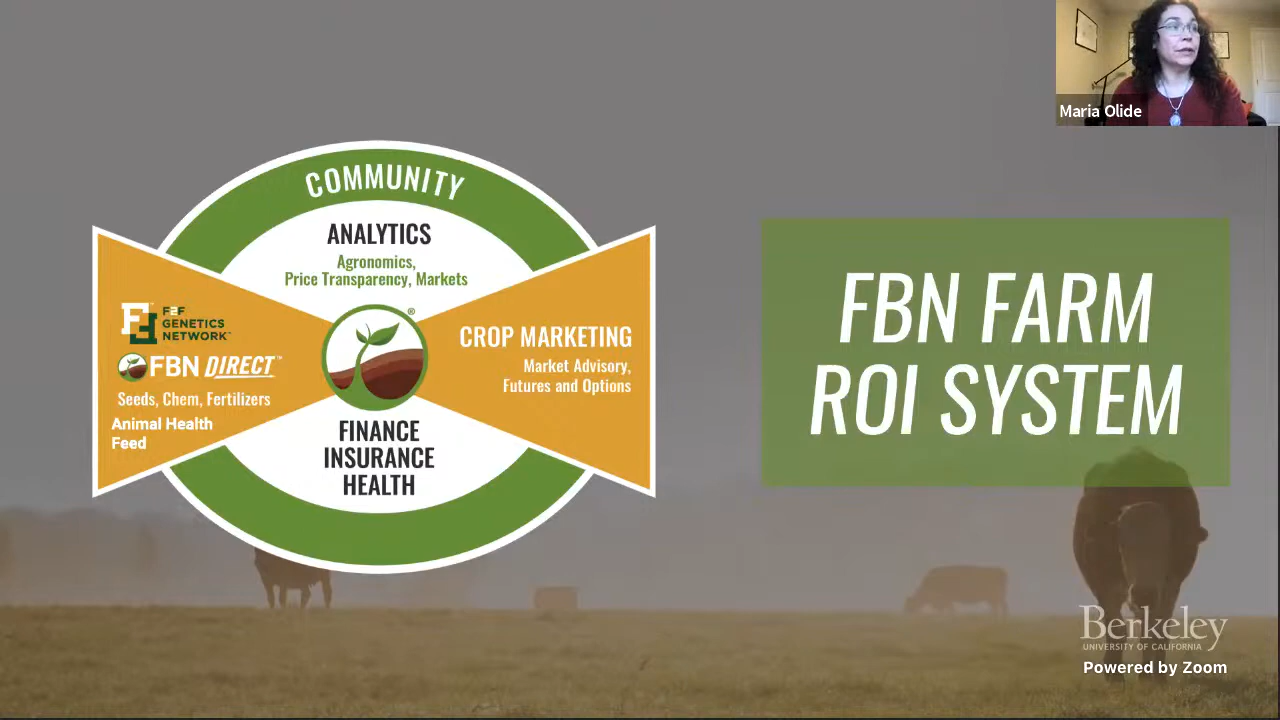 Maria Olide
COMMUNITY
ANALYTICS
Agronomics,
Price Transparency, Markets
F2F
GENETICS
NETWORK™
FBN DIRECT™
Seeds, Chem, Fertilizers
Animal Health
Feed
®
CROP MARKETING
Market Advisory,
Futures and Options
FINANCE
INSURANCE
HEALTH
FBN FARM
ROI SYSTEM
Berkeley
UNIVERSITY OF CALIFORNIA
Powered by Zoom